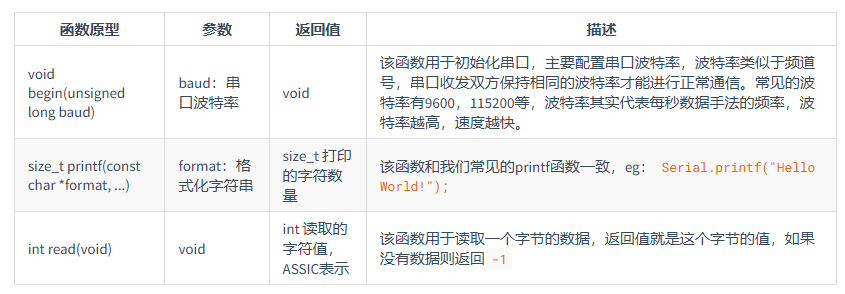 函数原型 参数 返回值 描述
void
begin(unsigned
long baud)
baud：串
口波特率
void
该函数用于初始化串口，主要配置串口波特率，波特率类似于频道
号，串口收发双方保持相同的波特率才能进行正常通信。常见的波
特率有9600，115200等，波特率其实代表每秒数据手法的频率，波
特率越高，速度越快。
size_t printf(const
char *format, ...)
format：格
式化字符串
size_t 打印
的字符数
量
该函数和我们常见的printf函数一致，eg： Serial.printf("Hello
World!");
int read(void)
void
int 读取的
字符值，
ASSIC表示
该函数用于读取一个字节的数据，返回值就是这个字节的值，如果
没有数据则返回 -1